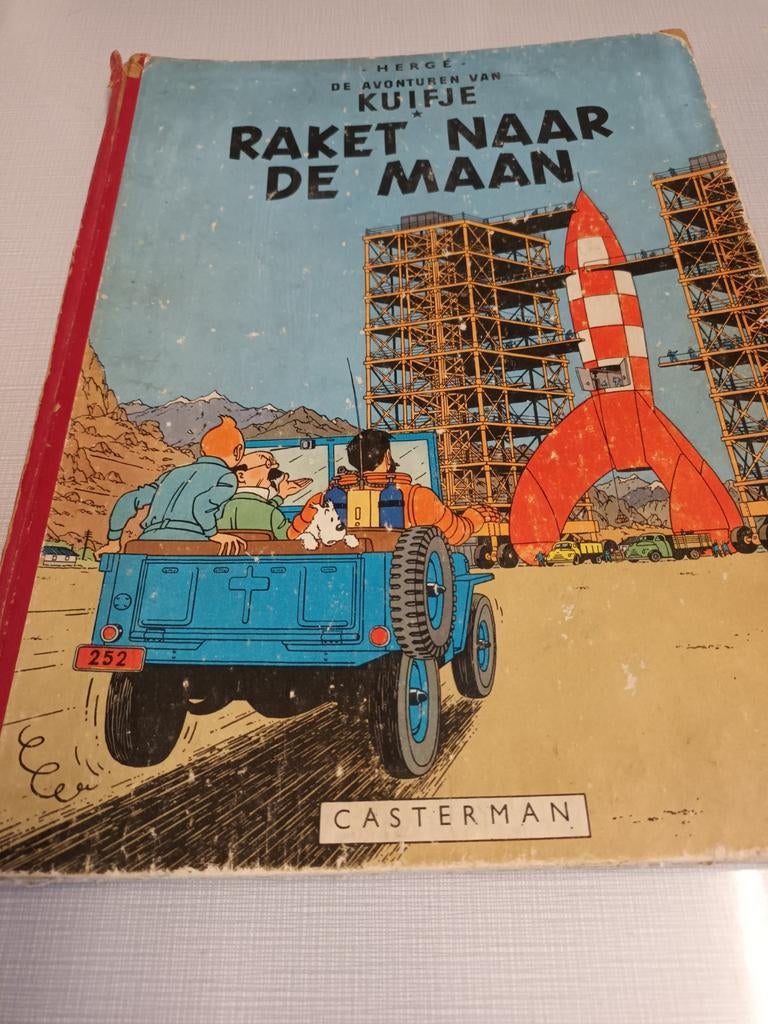 - HERGÉ -
DE AVONTUREN VAN
KUIFJE
RAKET NAAR
DE MAAN
252
CASTERMAN